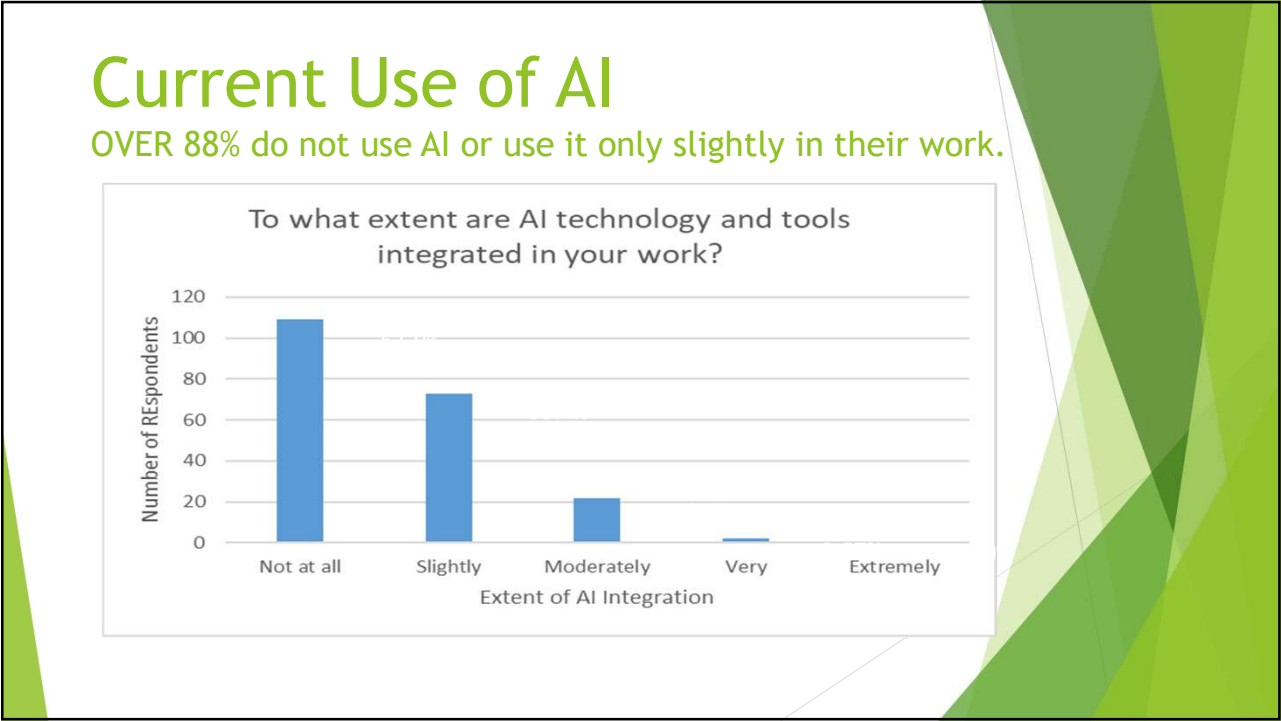 Current Use of AI
OVER 88% do not use AI or use it only slightly in their work.
To what extent are AI technology and tools
integrated in your work?
Number of REspondents
120
100
80
60
40
20
0
Not at all Slightly Moderately Very Extremely
Extent of AI Integration